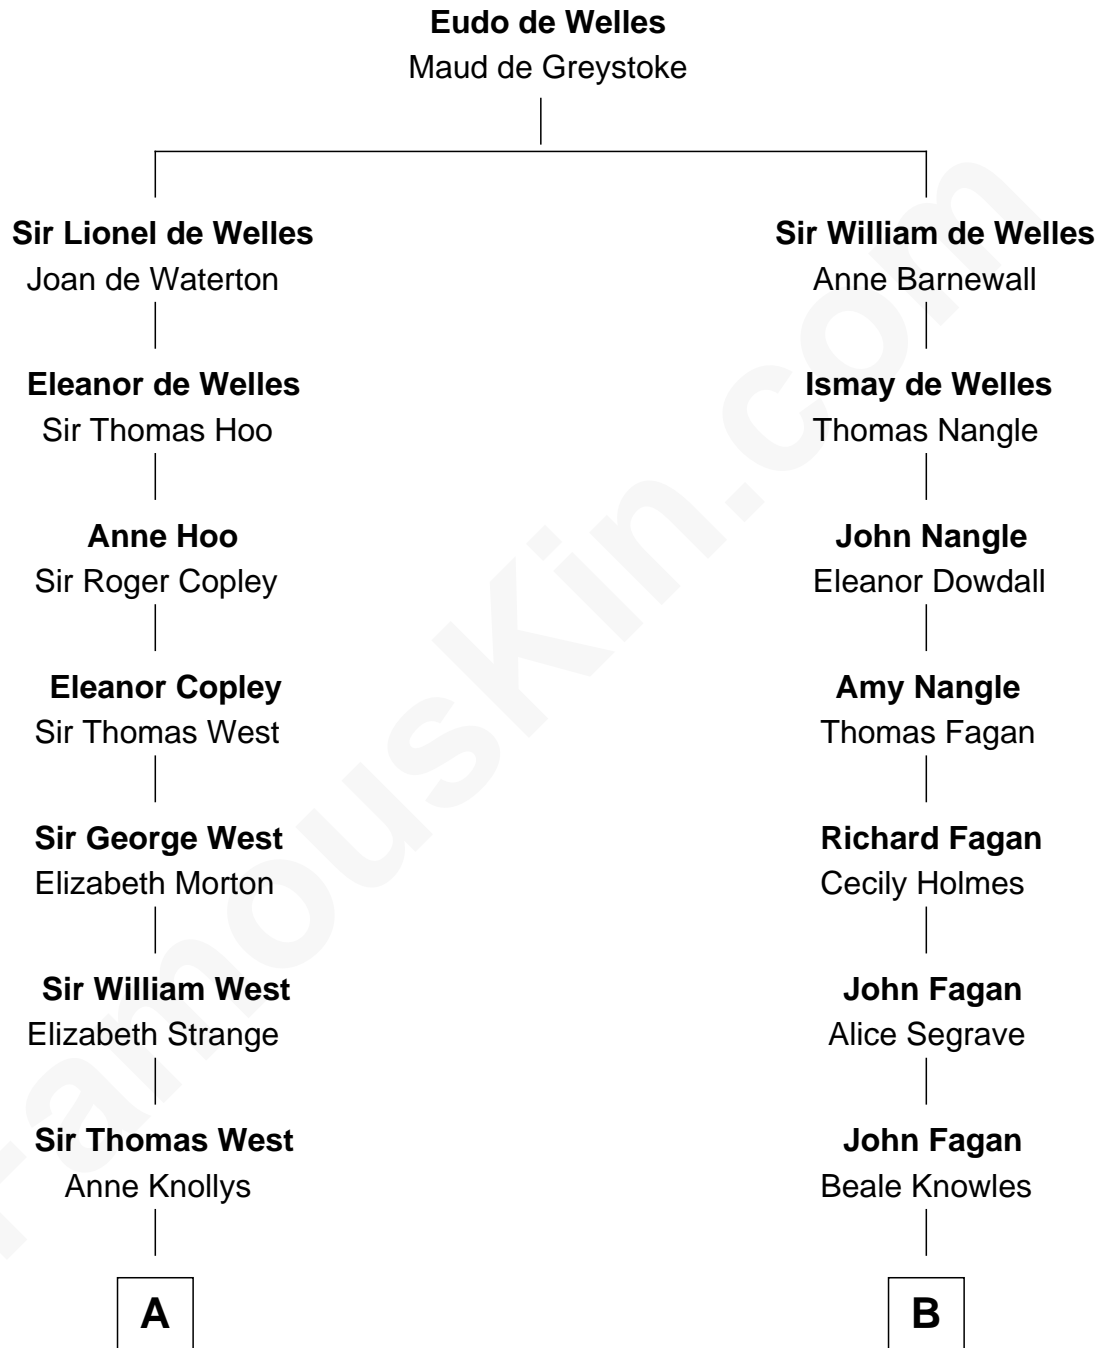 Eudo de Welles
Maud de Greystoke
Sir Lionel de Welles
Joan de Waterton
Sir William de Welles
Anne Barnewall
Eleanor de Welles
Sir Thomas Hoo
Ismay de Welles
Thomas Nangle
Anne Hoo
Sir Roger Copley
John Nangle
Eleanor Dowdall
Eleanor Copley
Sir Thomas West
Amy Nangle
Thomas Fagan
Sir George West
Elizabeth Morton
Richard Fagan
Cecily Holmes
Sir William West
Elizabeth Strange
John Fagan
Alice Segrave
Sir Thomas West
Anne Knollys
John Fagan
Beale Knowles
A
B
FamousKin.com